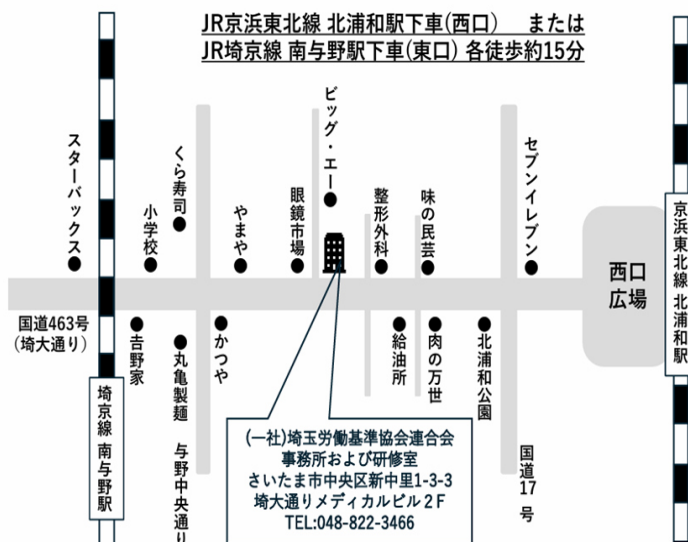 JR京浜東北線 北浦和駅下車(西口)　または
JR埼京線 南与野駅下車(東口) 各徒歩約15分
スターバックス
小学校
くら寿司
やまや
眼鏡市場
ビッグ・エー
整形外科
味の民芸
セブンイレブン
西口
広場
京浜東北線 北浦和駅
国道463号
(埼大通り)
𠮷野家
丸亀製麺
かつや
給油所
肉の万世
北浦和公園
埼京線 南与野駅
与野中央通り
国道17号
(一社)埼玉労働基準協会連合会
事務所および研修室
さいたま市中央区新中里1-3-3
埼大通りメディカルビル２F
TEL:048-822-3466